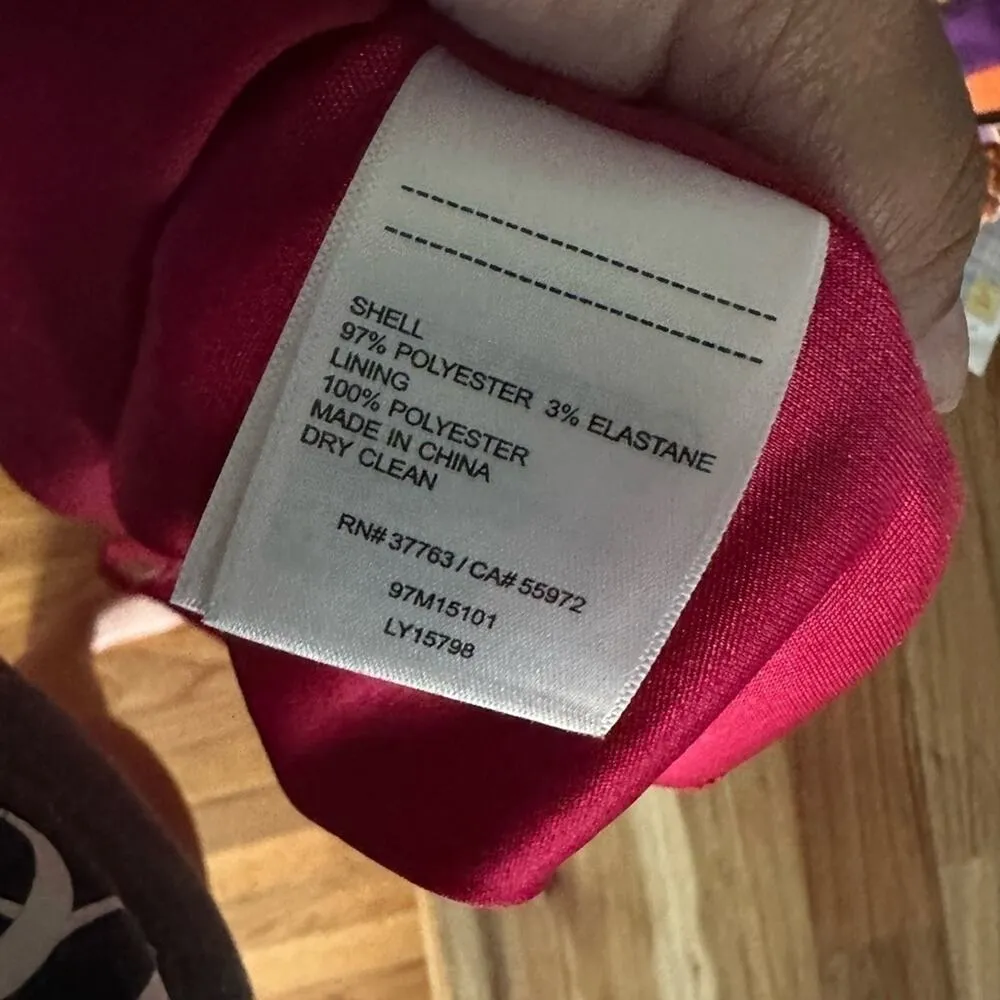 SHELL
97% POLYESTER 3% ELASTANE
LINING
100% POLYESTER
MADE IN CHINA
DRY CLEAN
RN# 37763 / CA# 55972
97M15101
LY15798